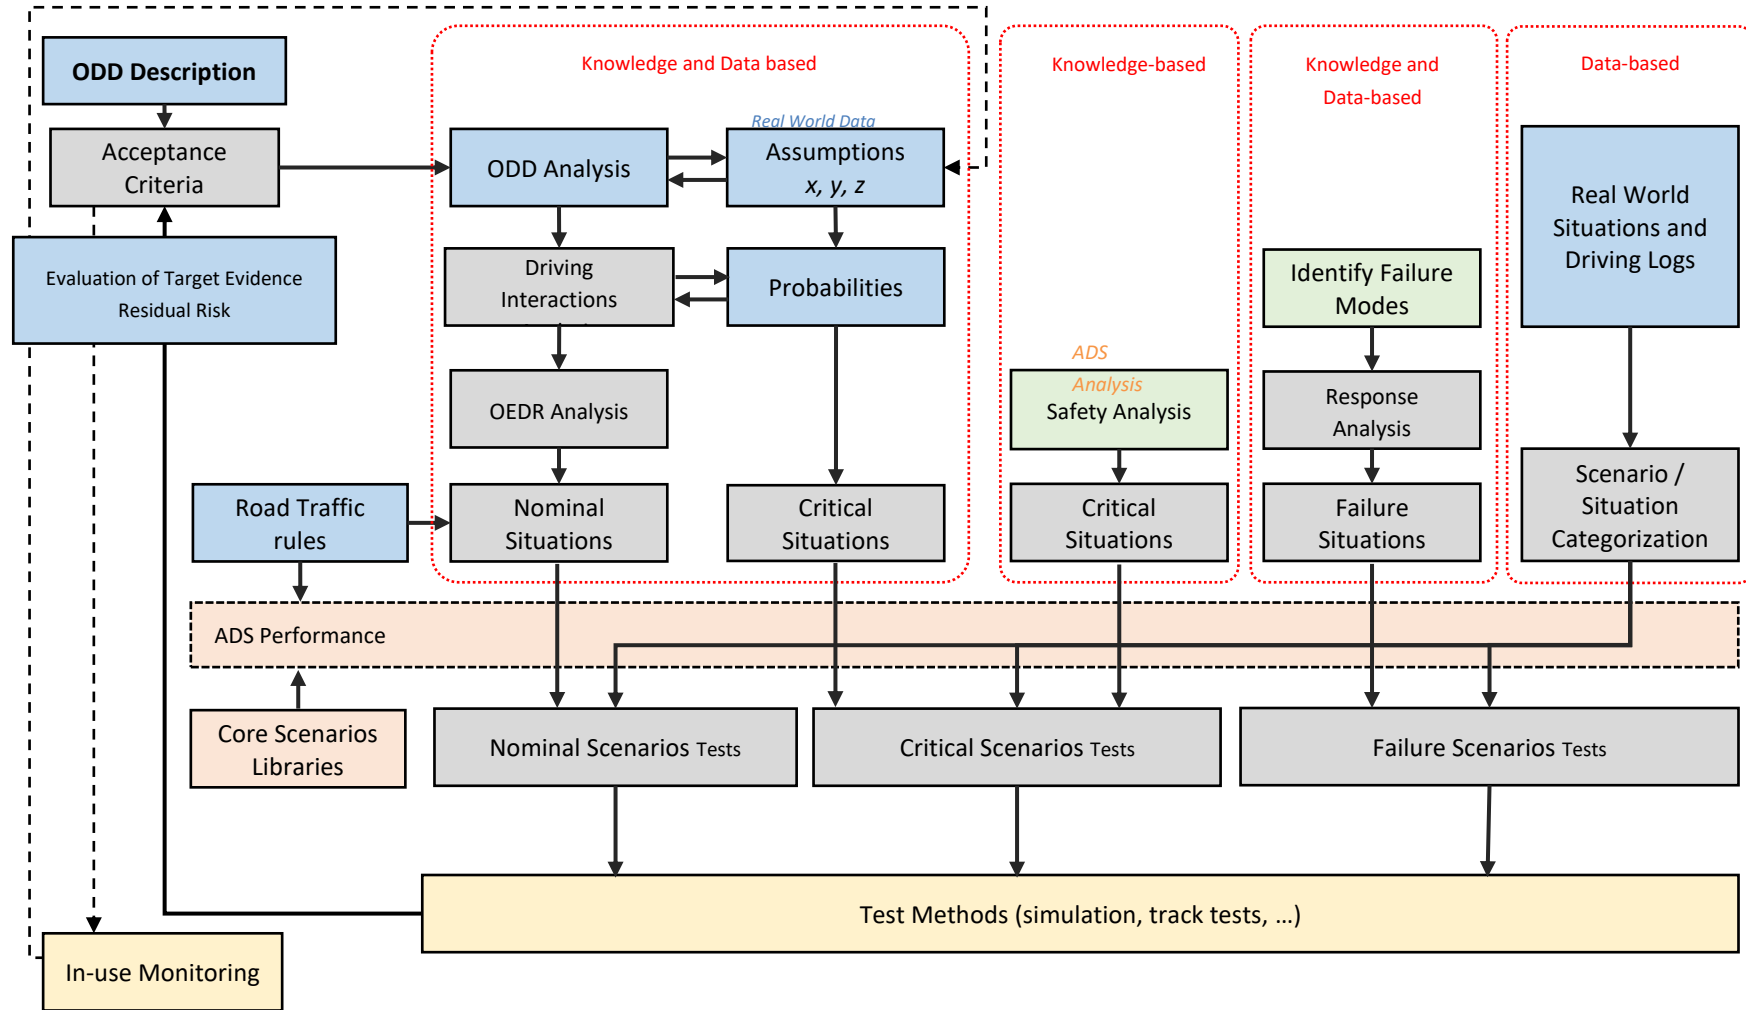 ODD Description
Acceptance
Criteria
Evaluation of Target Evidence
Residual Risk
Knowledge and Data based
Real World Data
ODD Analysis
Assumptions
x, y, z
Driving
Interactions
Probabilities
OEDR Analysis
Road Traffic
rules
Nominal
Situations
Critical
Situations
Knowledge-based
ADS
Analysis
Safety Analysis
Critical
Situations
Knowledge and
Data-based
Identify Failure
Modes
Response
Analysis
Failure
Situations
Data-based
Real World
Situations and
Driving Logs
Scenario /
Situation
Categorization
ADS Performance
Core Scenarios
Libraries
Nominal Scenarios Tests
Critical Scenarios Tests
Failure Scenarios Tests
Test Methods (simulation, track tests, …)
In-use Monitoring